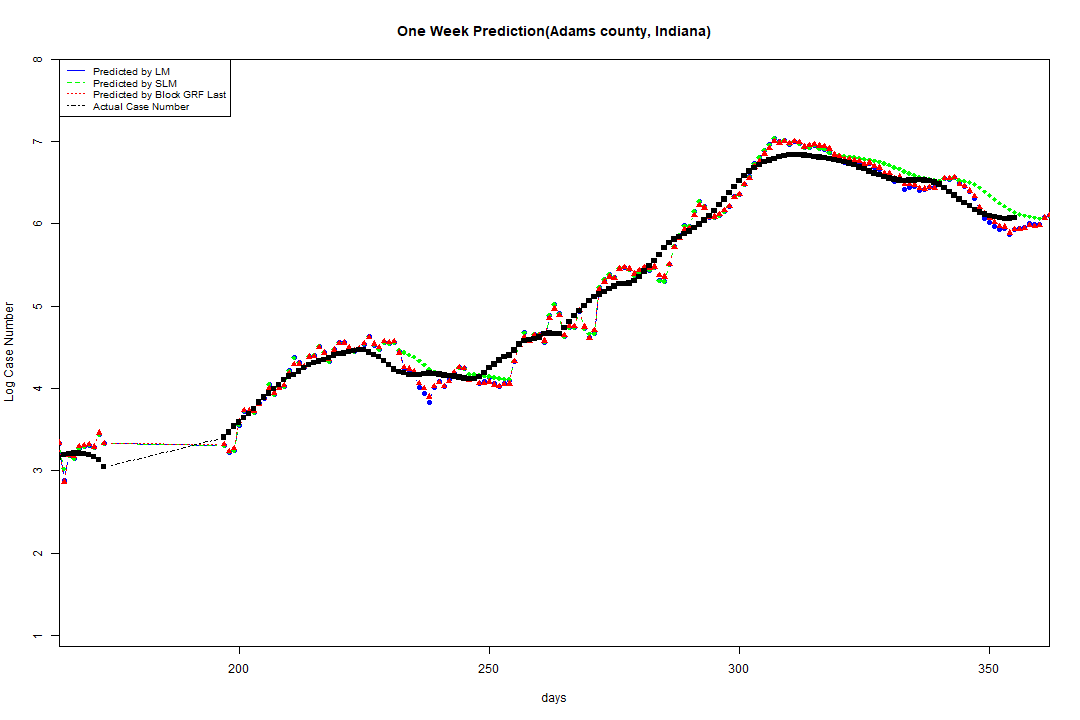 One Week Prediction(Adams county, Indiana)
Predicted by LM
Predicted by SLM
Predicted by Block GRF Last
Actual Case Number
8
7
6
5
4
3
2
1
Log Case Number
200
250
300
350
days